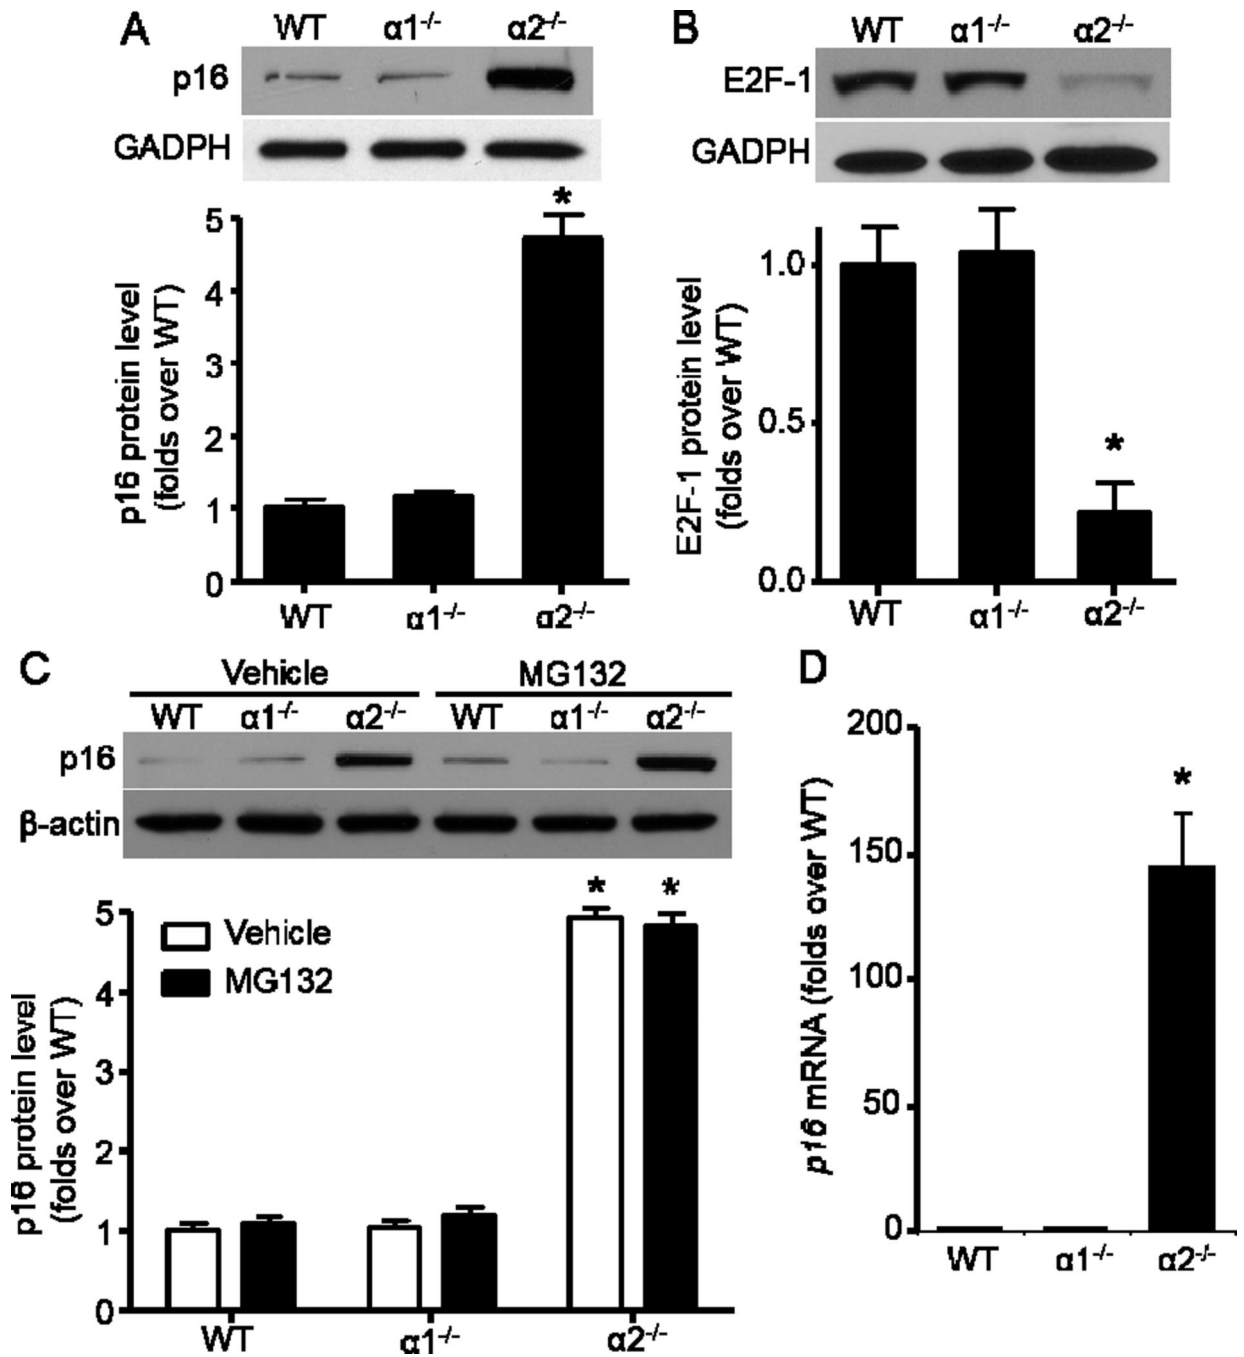 A
WT α1-/- α2-/-
p16
GADPH
*
5
4
3
2
1
0
p16 protein level
(folds over WT)
WT α1-/- α2-/-
B
WT α1-/- α2-/-
E2F-1
GADPH
1.0
0.5
0.0
*
E2F-1 protein level
(folds over WT)
WT α1-/- α2-/-
C
Vehicle MG132
WT α1-/- α2-/- WT α1-/- α2-/-
p16
β-actin
* *
5
4
3
2
1
0
Vehicle
MG132
p16 protein level
(folds over WT)
WT α1-/- α2-/-
D
200
150
100
50
0
*
p16 mRNA (folds over WT)
WT α1-/- α2-/-